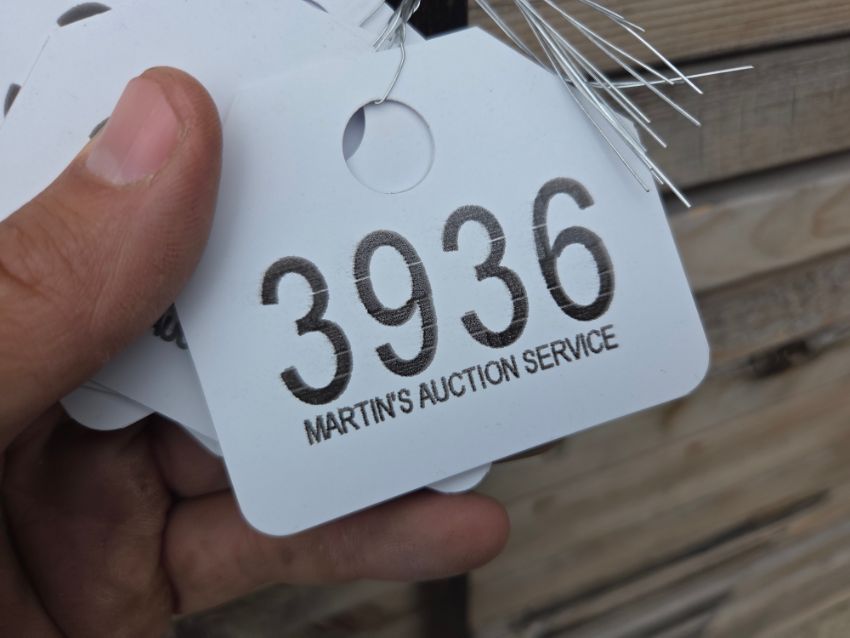 3936
MARTIN'S AUCTION SERVICE